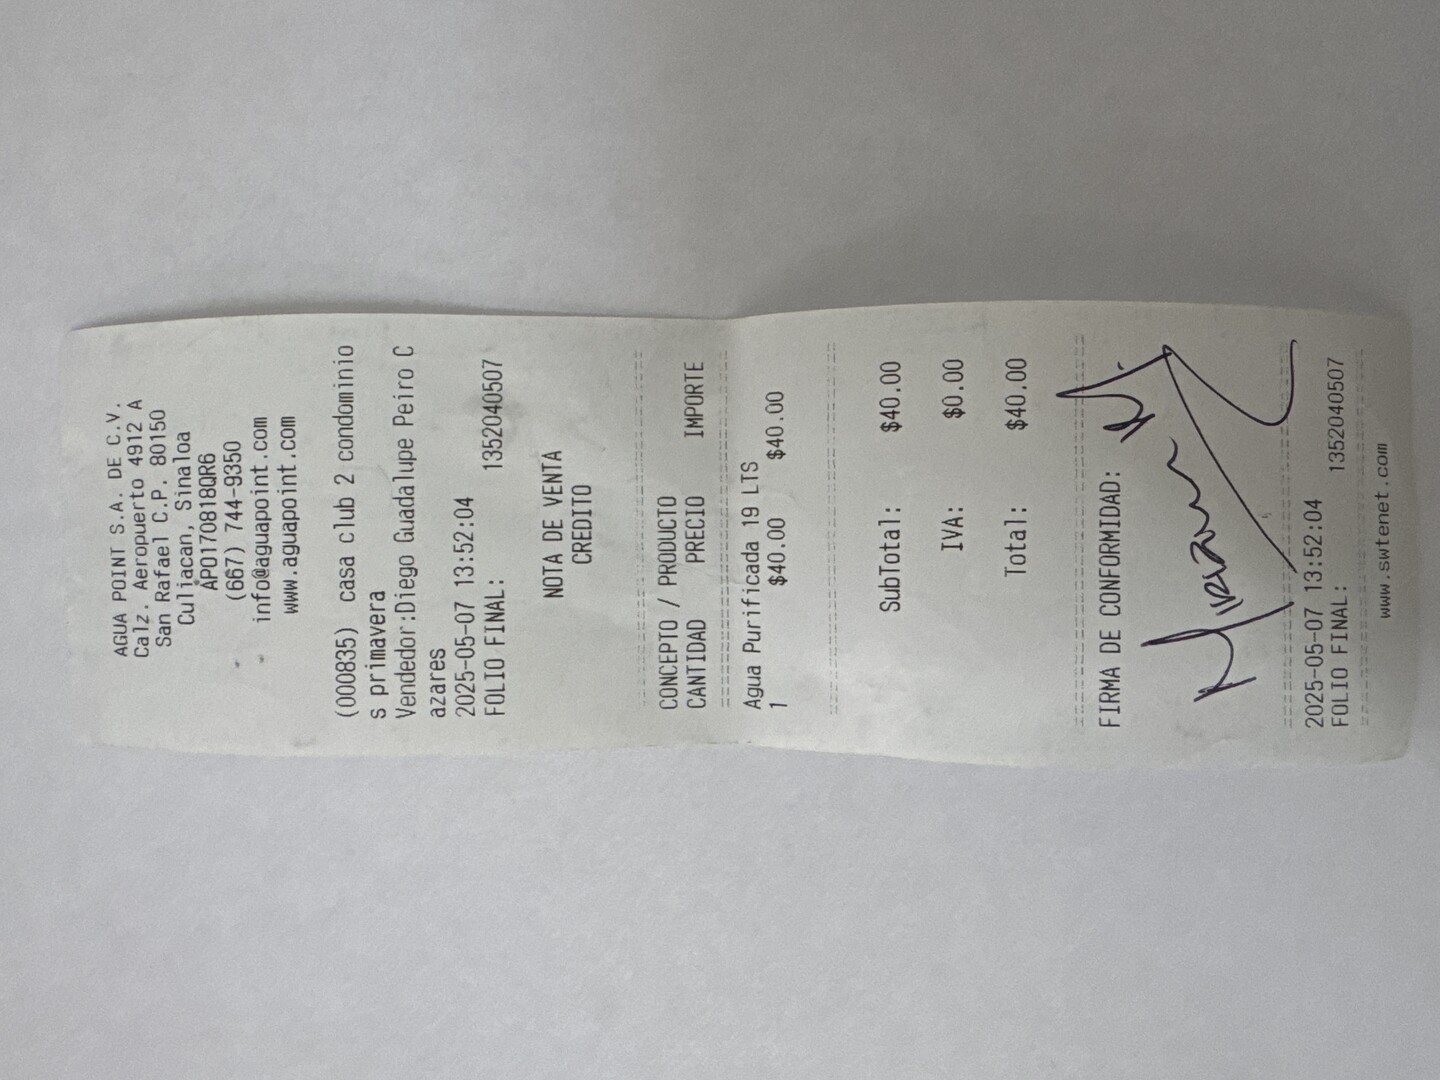 AGUA POINT S.A. DE C.V.
Calz. Aeropuerto 4912 A
San Rafael C.P. 80150
Culiacan, Sinaloa
APO170818QR6
(667) 744-9350
info@aguapoint.com
www.aguapoint.com
(000835) casa club 2 condominio
s primavera
Vendedor:Diego Guadalupe Peiro C
azares
2025-05-07 13:52:04
FOLIO FINAL: 1352040507
NOTA DE VENTA
CREDITO
CONCEPTO / PRODUCTO
CANTIDAD PRECIO IMPORTE
Agua Purificada 19 LTS
1 $40.00 $40.00
SubTotal: $40.00
IVA: $0.00
Total: $40.00
FIRMA DE CONFORMIDAD:
2025-05-07 13:52:04
FOLIO FINAL: 1352040507
www.swtenet.com